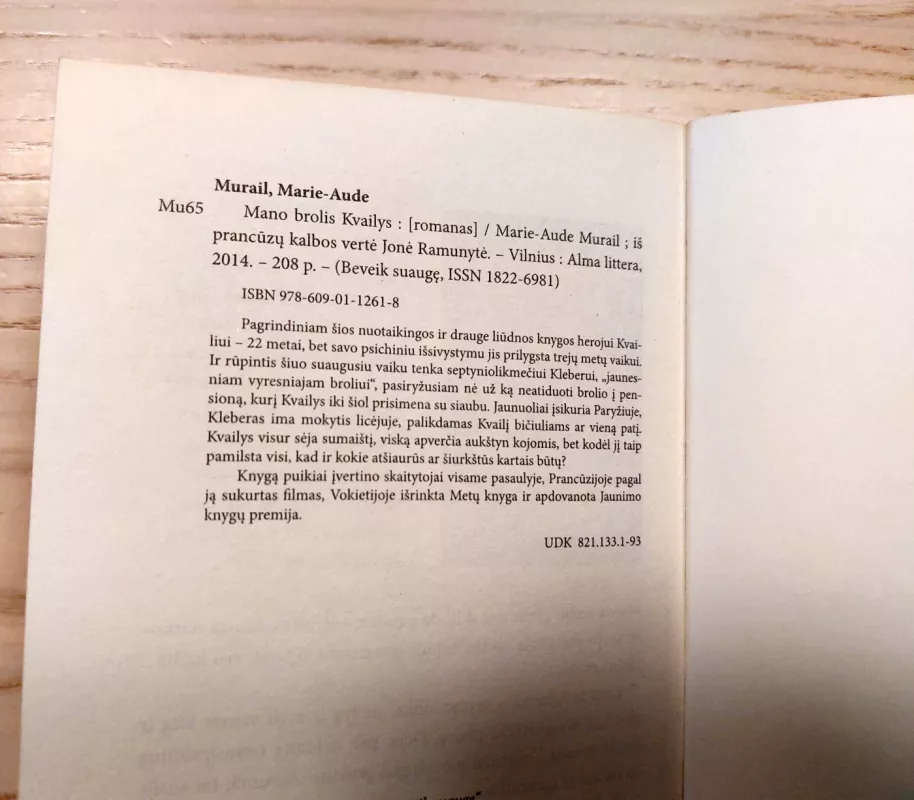 Murail, Marie-Aude
Mu65 Mano brolis Kvailys : [romanas] / Marie-Aude Murail ; iš
prancūzų kalbos vertė Jonė Ramunytė. – Vilnius : Alma littera,
2014. – 208 p. – (Beveik suaugę, ISSN 1822-6981)
ISBN 978-609-01-1261-8
Pagrindiniam šios nuotaikingos ir drauge liūdnos knygos herojui Kvai-
liui – 22 metai, bet savo psichiniu išsivystymu jis prilygsta trejų metų vaikui.
Ir rūpintis šiuo suaugusiu vaiku tenka septyniolikmečiui Kleberui, „jaunes-
niam vyresniajam broliui“, pasiryžusiam nė už ką neatiduoti brolio į pen-
sioną, kurį Kvailys iki šiol prisimena su siaubu. Jaunuoliai įsikuria Paryžiuje,
Kleberas ima mokytis licėjuje, palikdamas Kvailį bičiuliams ar vieną patį.
Kvailys visur sėja sumaištį, viską apverčia aukštyn kojomis, bet kodėl jį taip
pamilsta visi, kad ir kokie atšiaurūs ar šiurkštūs kartais būtų?
Knygą puikiai įvertino skaitytojai visame pasaulyje, Prancūzijoje pagal
ją sukurtas filmas, Vokietijoje išrinkta Metų knyga ir apdovanota Jaunimo
knygų premija.
UDK 821.133.1-93